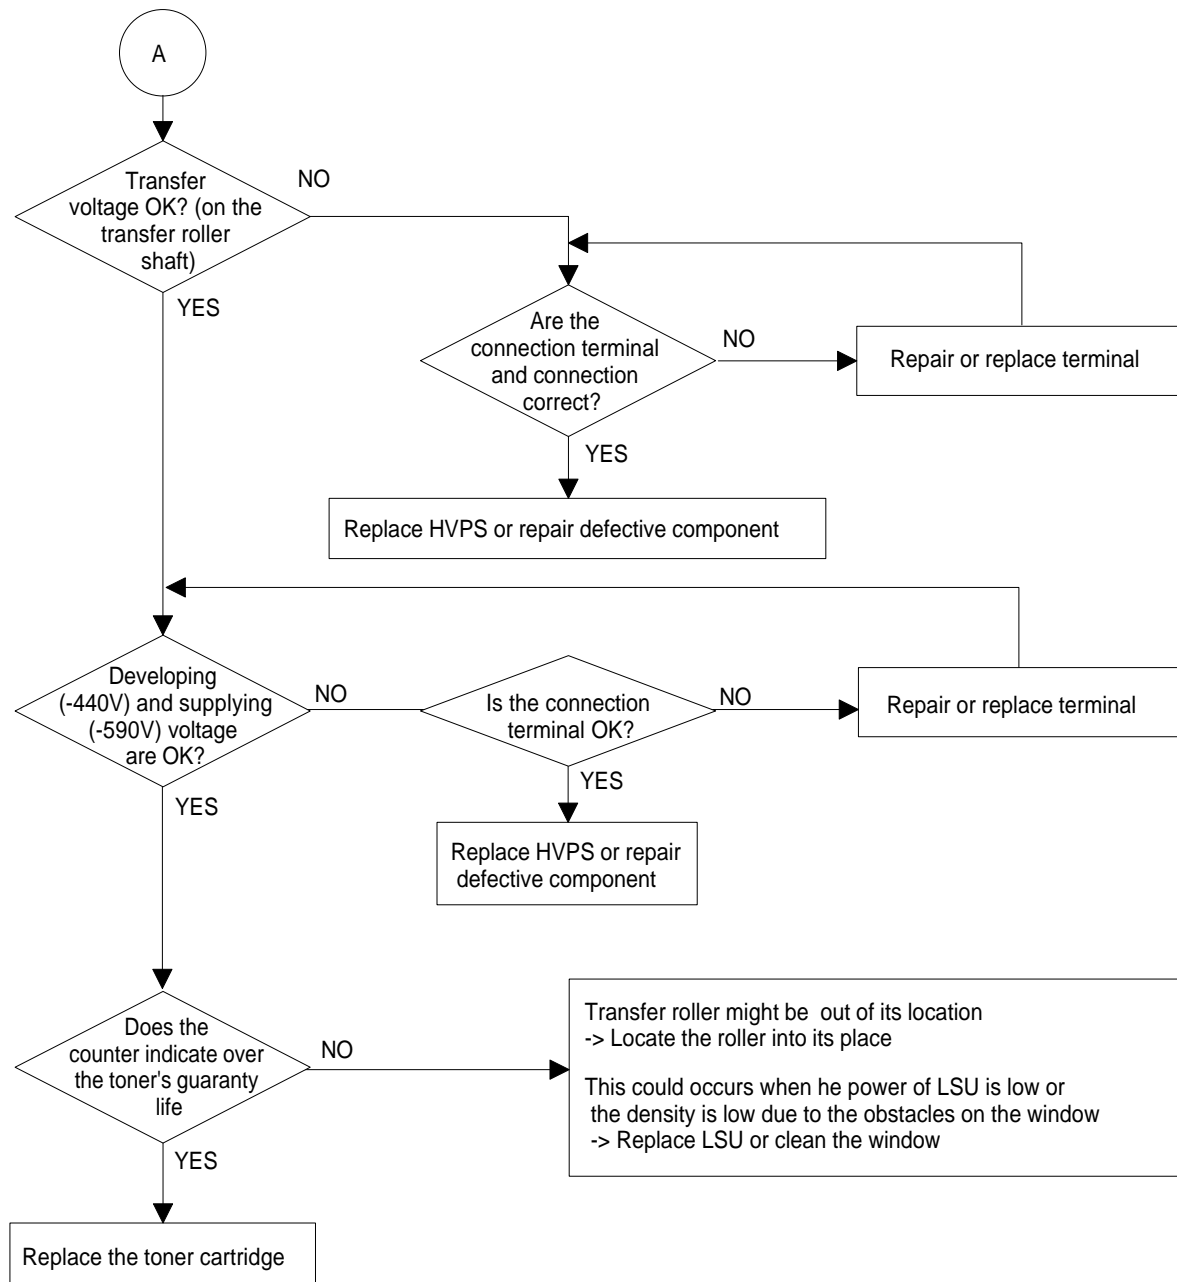 A
Transfer
voltage OK? (on the
transfer roller
shaft)
NO
YES
Are the
connection terminal
and connection
correct?
NO
Repair or replace terminal
YES
Replace HVPS or repair defective component
Developing
(-440V) and supplying
(-590V) voltage
are OK?
NO
Is the connection
terminal OK?
NO
Repair or replace terminal
YES
YES
Replace HVPS or repair
defective component
Does the
counter indicate over
the toner's guaranty
life
NO
Transfer roller might be out of its location
-> Locate the roller into its place
This could occurs when he power of LSU is low or
the density is low due to the obstacles on the window
-> Replace LSU or clean the window
YES
Replace the toner cartridge